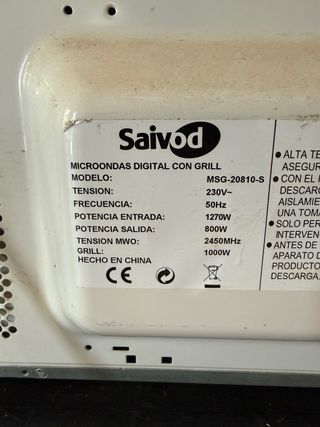 Saivod
MICROONDAS DIGITAL CON GRILL
MODELO: MSG-20810-S
TENSION: 230V~
FRECUENCIA: 50Hz
POTENCIA ENTRADA: 1270W
POTENCIA SALIDA: 800W
TENSION MWO: 2450MHz
GRILL: 1000W
HECHO EN CHINA
CE
● ALTA TE
ASEGUR
● CON EL
DESCARG
AISLAMIE
UNA TOMA
● SOLO PER
INTERVEN
● ANTES DE
APARATO D
PRODUCTO
DESCARGA.